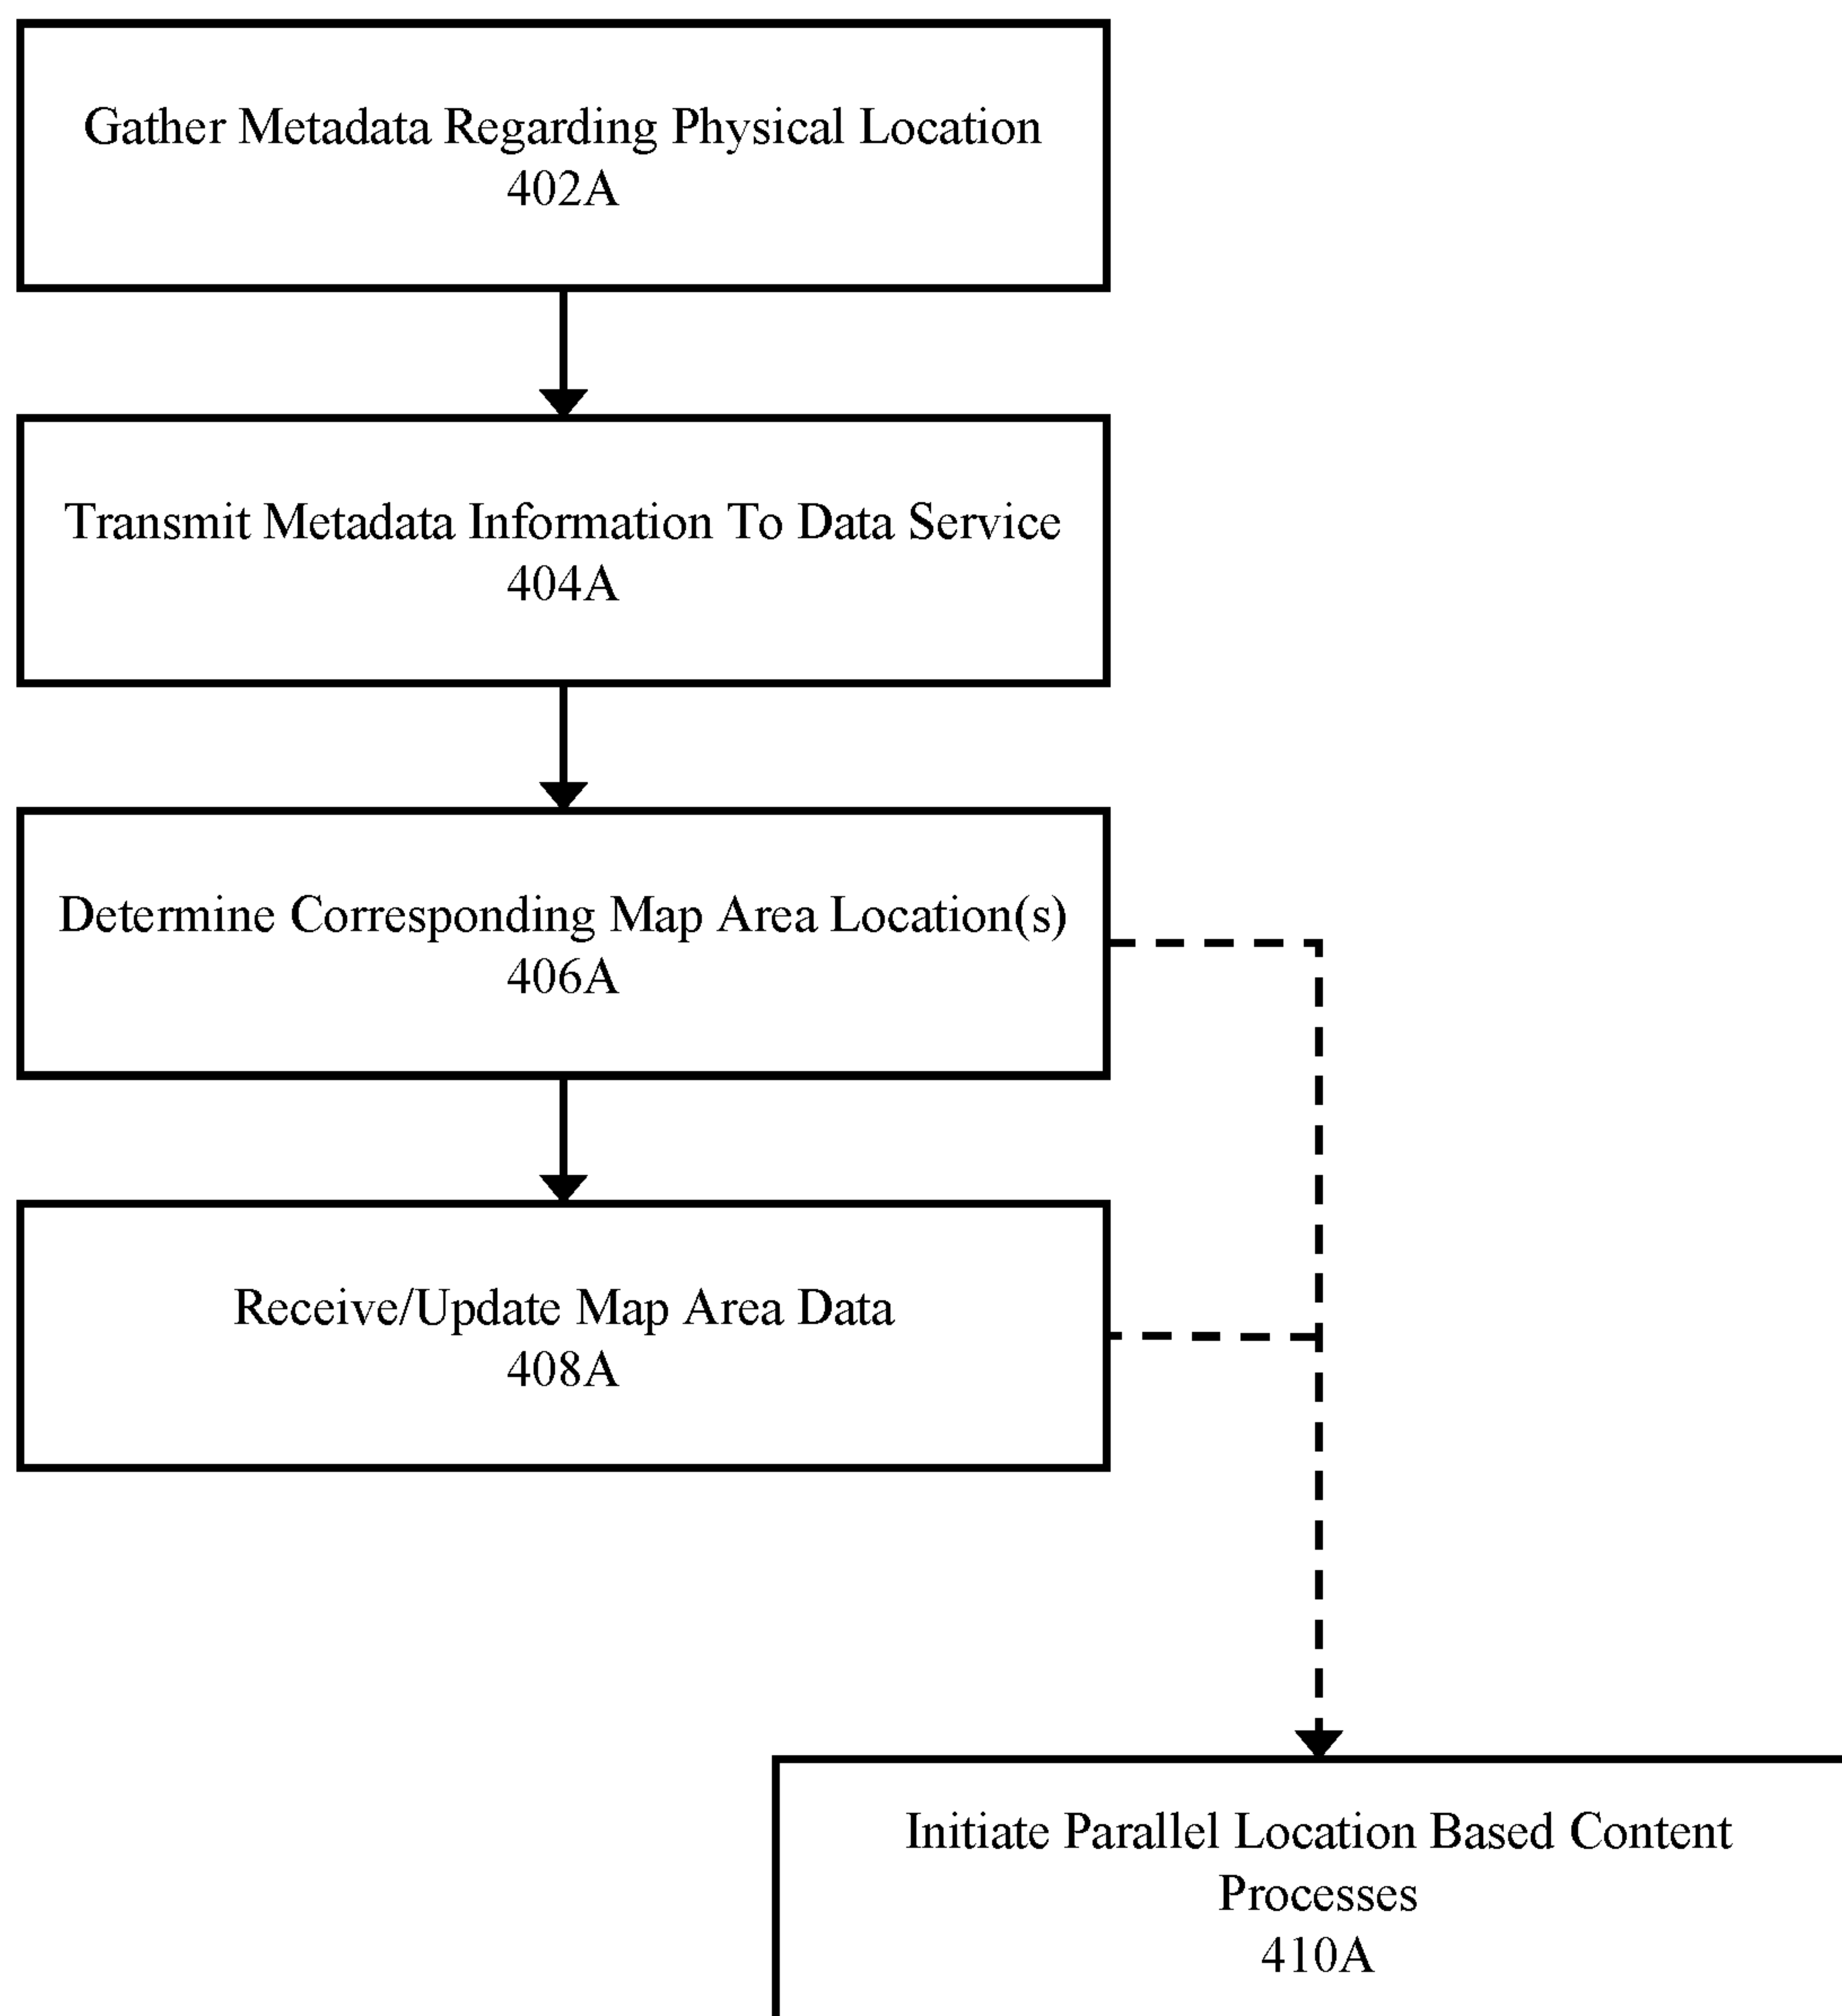 Gather Metadata Regarding Physical Location
402A
Transmit Metadata Information To Data Service
404A
Determine Corresponding Map Area Location(s)
406A
Receive/Update Map Area Data
408A
Initiate Parallel Location Based Content
Processes
410A